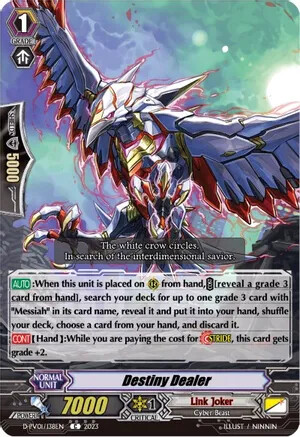 1
GRADE
SHIELD
5000
The white crow circles.
In search of the interdimensional savior.
AUTO:When this unit is placed on from hand, [reveal a grade 3
card from hand], search your deck for up to one grade 3 card with
"Messiah" in its card name, reveal it and put it into your hand, shuffle
your deck, choose a card from your hand, and discard it.
CONT[Hand]:While you are paying the cost for STRIDE, this card gets
grade +2.
NORMAL
UNIT
Destiny Dealer
POWER
7000
1
CRITICAL
Link Joker
Cyber Beast
D-PV01/138EN C 2023
ILLUST / NINNIN